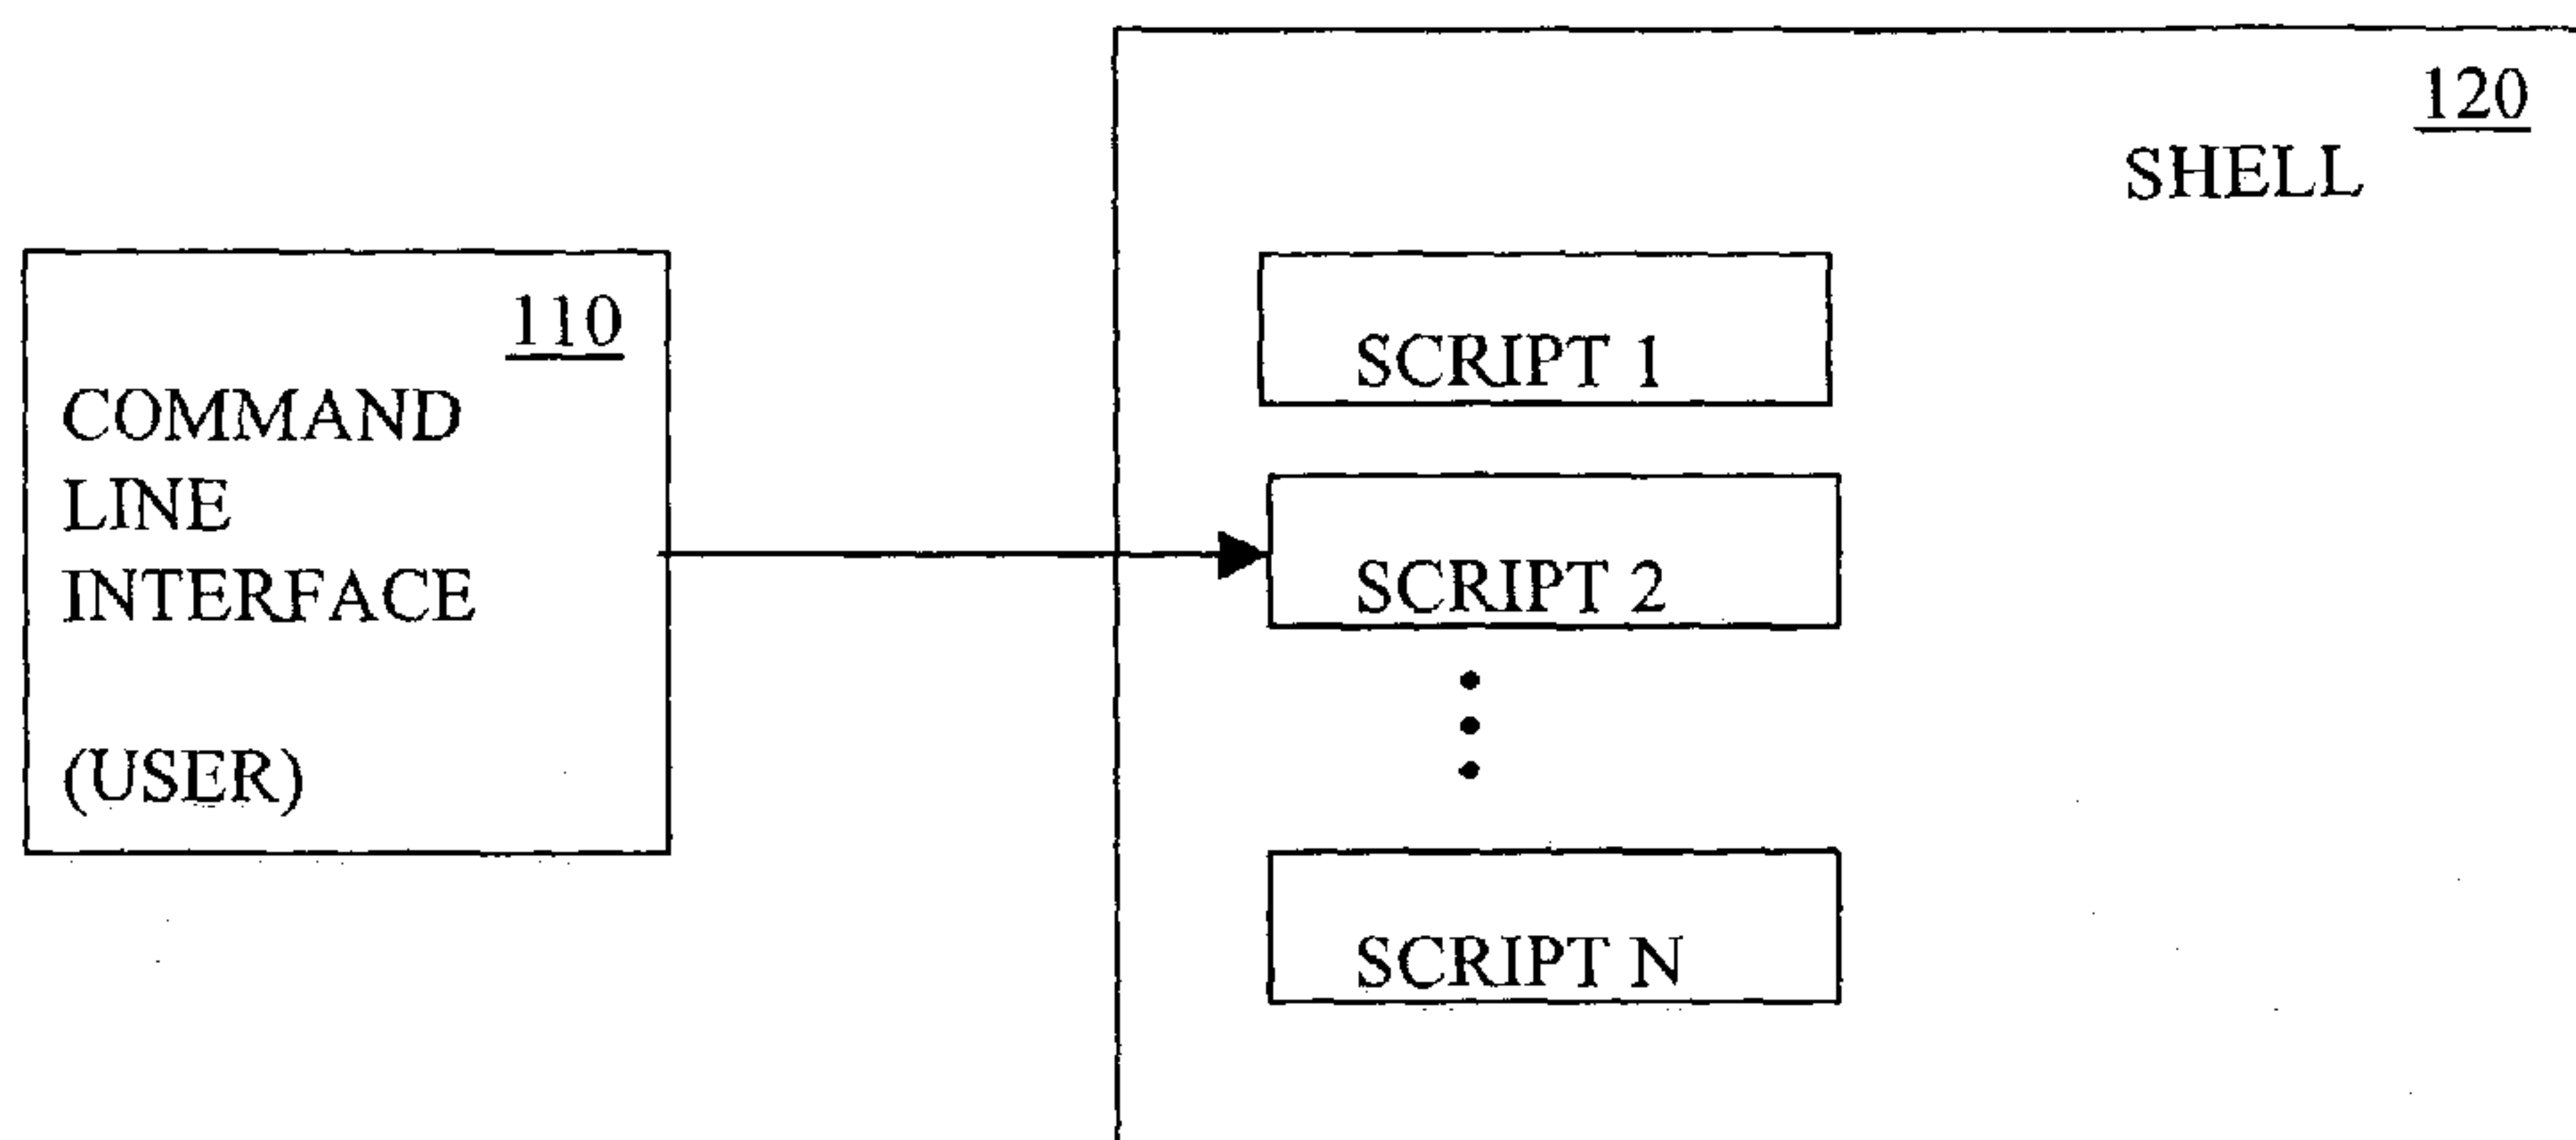 120
SHELL
110
COMMAND
LINE
INTERFACE
(USER)
SCRIPT 1
SCRIPT 2
SCRIPT N